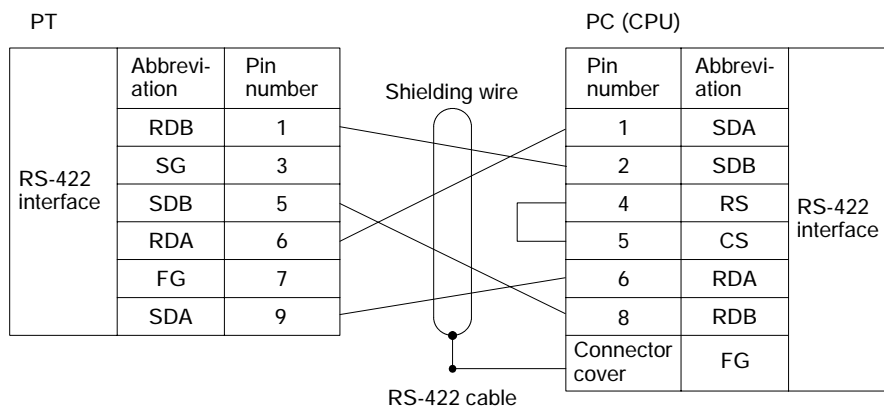 PT
PC (CPU)
Abbrevi-
ation
Pin
number
Shielding wire
Pin
number
Abbrevi-
ation
RS-422
interface
RDB 1
SG 3
SDB 5
RDA 6
FG 7
SDA 9
1 SDA
2 SDB
4 RS
5 CS
6 RDA
8 RDB
Connector
cover
FG
RS-422
interface
RS-422 cable